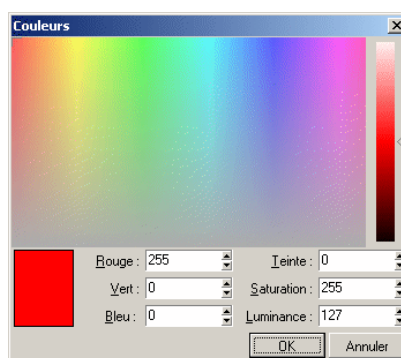 Couleurs
Rouge : 255 Teinte : 0
Vert : 0 Saturation : 255
Bleu : 0 Luminance : 127
OK Annuler